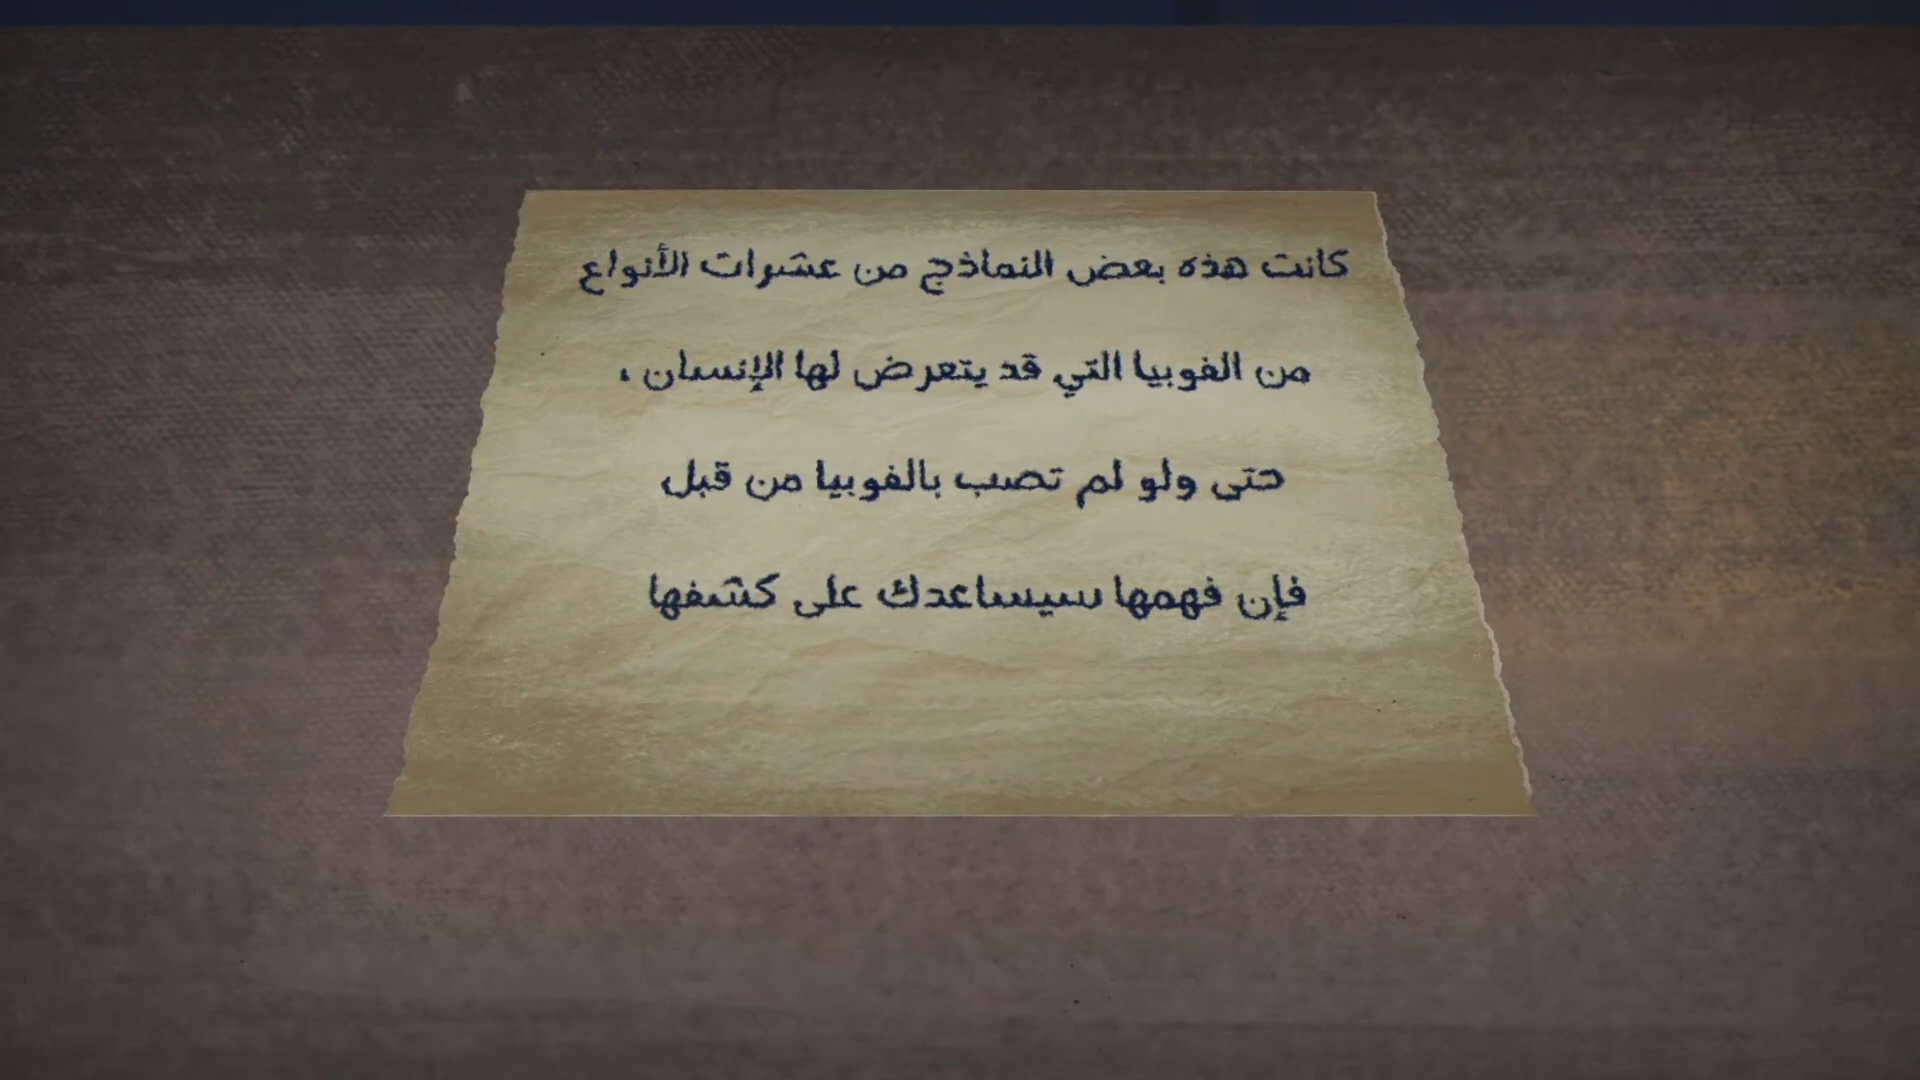 كانت هذه بعض النماذج من عشرات الأنواع
من الفوبيا التي قد يتعرض لها الإنسان ،
حتى ولو لم تصب بالفوبيا من قبل
فإن فهمها سيساعدك على كشفها